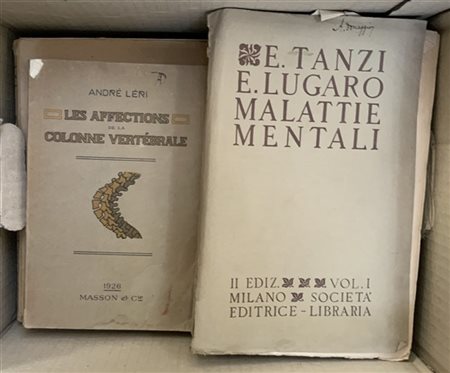 ANDRÉ LÉRI
LES AFFECTIONS
DE LA
COLONNE VERTÉBRALE
1926
MASSON & Cie
E. TANZI
E. LUGARO
MALATTIE
MENTALI
II EDIZ. VOL. I
MILANO SOCIETÀ
EDITRICE-LIBRARIA